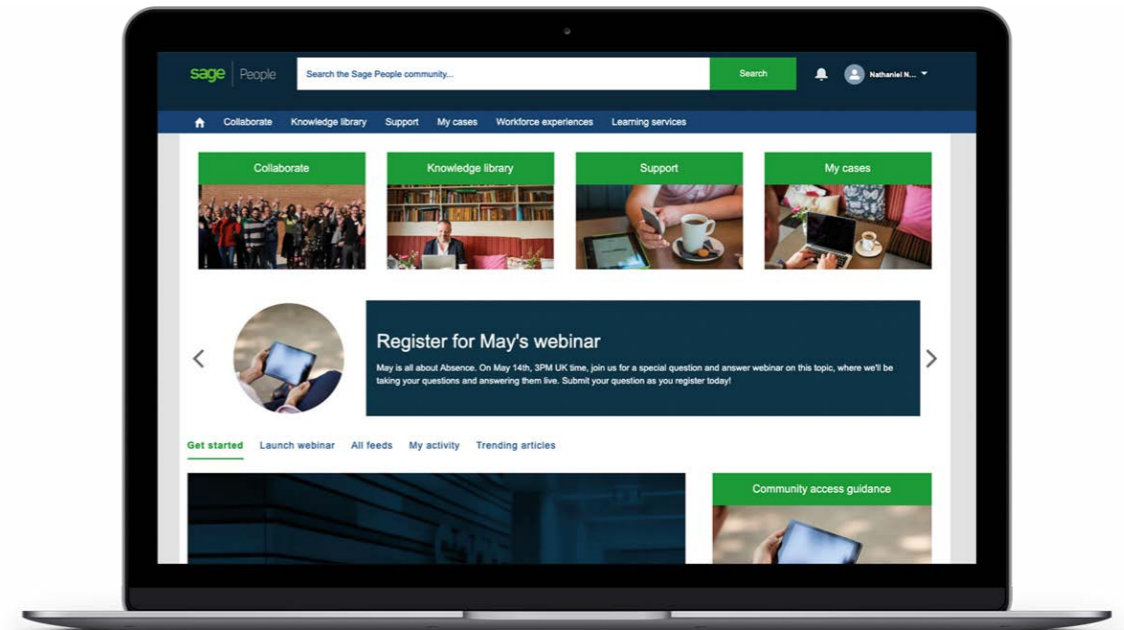 sage People
Search the Sage People community...
Search
Nathaniel N...
Collaborate
Knowledge library
Support
My cases
Workforce experiences
Learning services
Collaborate
Knowledge library
Support
My cases
Register for May's webinar
May is all about Absence. On May 14th, 3PM UK time, join us for a special question and answer webinar on this topic, where we'll be
taking your questions and answering them live. Submit your question as you register today!
Get started
Launch webinar
All feeds
My activity
Trending articles
Community access guidance